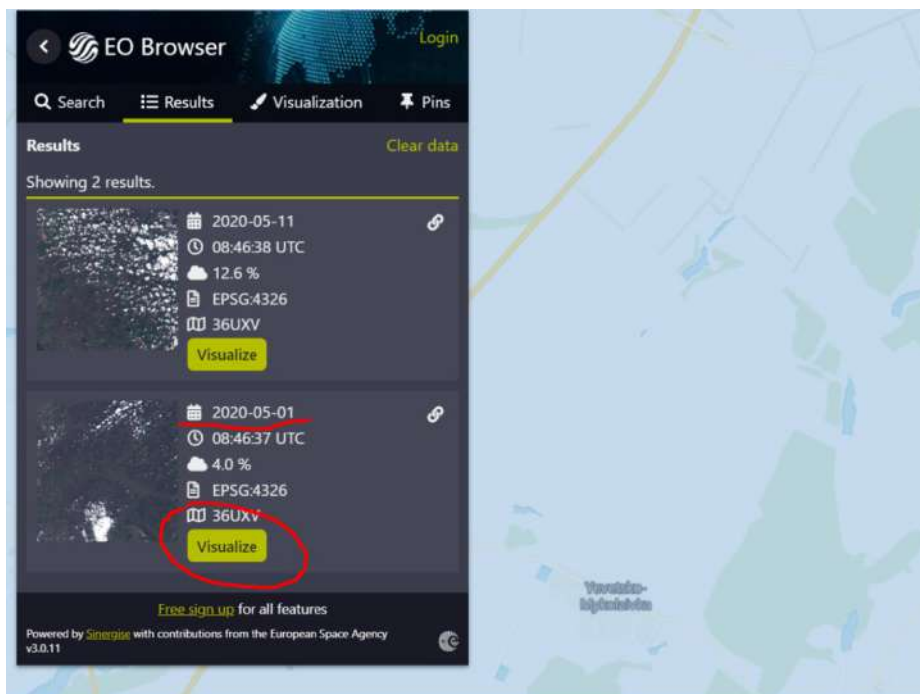 EO Browser
Login
Search
Results
Visualization
Pins
Results
Clear data
Showing 2 results.
2020-05-11
08:46:38 UTC
12.6 %
EPSG:4326
36UXV
Visualize
2020-05-01
08:46:37 UTC
4.0 %
EPSG:4326
36UXV
Visualize
Free sign up for all features
Powered by Sinergise with contributions from the European Space Agency
v3.0.11